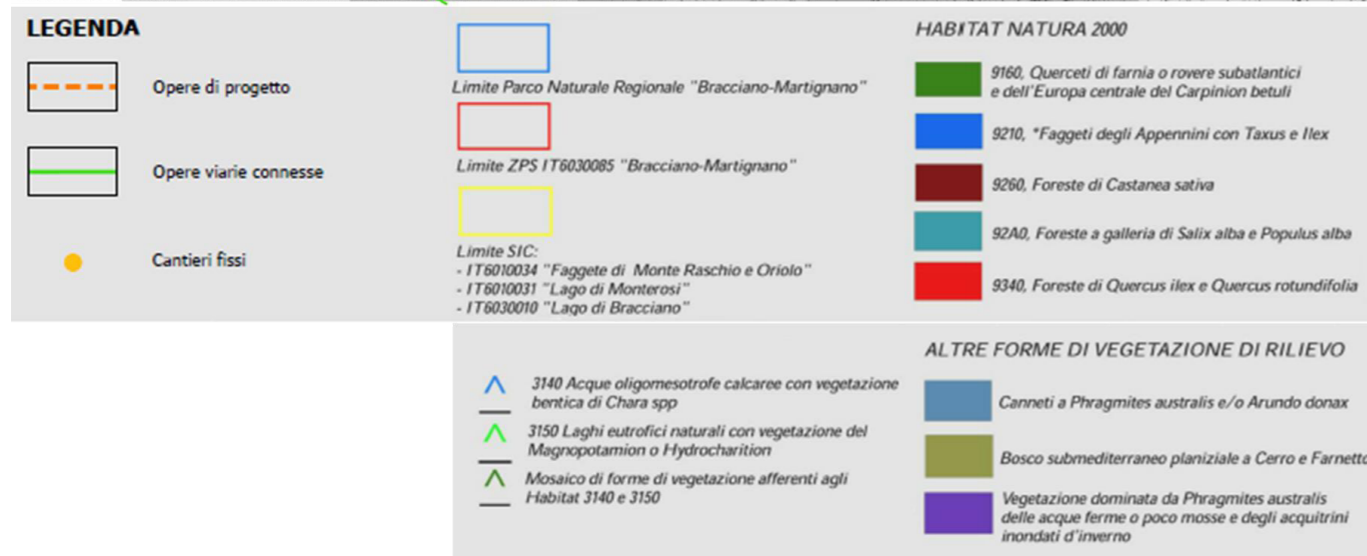 LEGENDA
Opere di progetto
Opere viarie connesse
Cantieri fissi
Limite Parco Naturale Regionale "Bracciano-Martignano"
Limite ZPS IT6030085 "Bracciano-Martignano"
Limite SIC:
- IT6010034 "Faggete di Monte Raschio e Oriolo"
- IT6010031 "Lago di Monterosi"
- IT6030010 "Lago di Bracciano"
HABITAT NATURA 2000
9160, Querceti di farnia o rovere subatlantici
e dell'Europa centrale del Carpinion betuli
9210, *Faggeti degli Appennini con Taxus e Ilex
9260, Foreste di Castanea sativa
92A0, Foreste a galleria di Salix alba e Populus alba
9340, Foreste di Quercus ilex e Quercus rotundifolia
3140 Acque oligomesotrofe calcaree con vegetazione
bentica di Chara spp
3150 Laghi eutrofici naturali con vegetazione del
Magnopotamion o Hydrocharition
Mosaico di forme di vegetazione afferenti agli
Habitat 3140 e 3150
ALTRE FORME DI VEGETAZIONE DI RILIEVO
Canneti a Phragmites australis e/o Arundo donax
Bosco submediterraneo planiziale a Cerro e Farnetto
Vegetazione dominata da Phragmites australis
delle acque ferme o poco mosse e degli acquitrini
inondati d'inverno